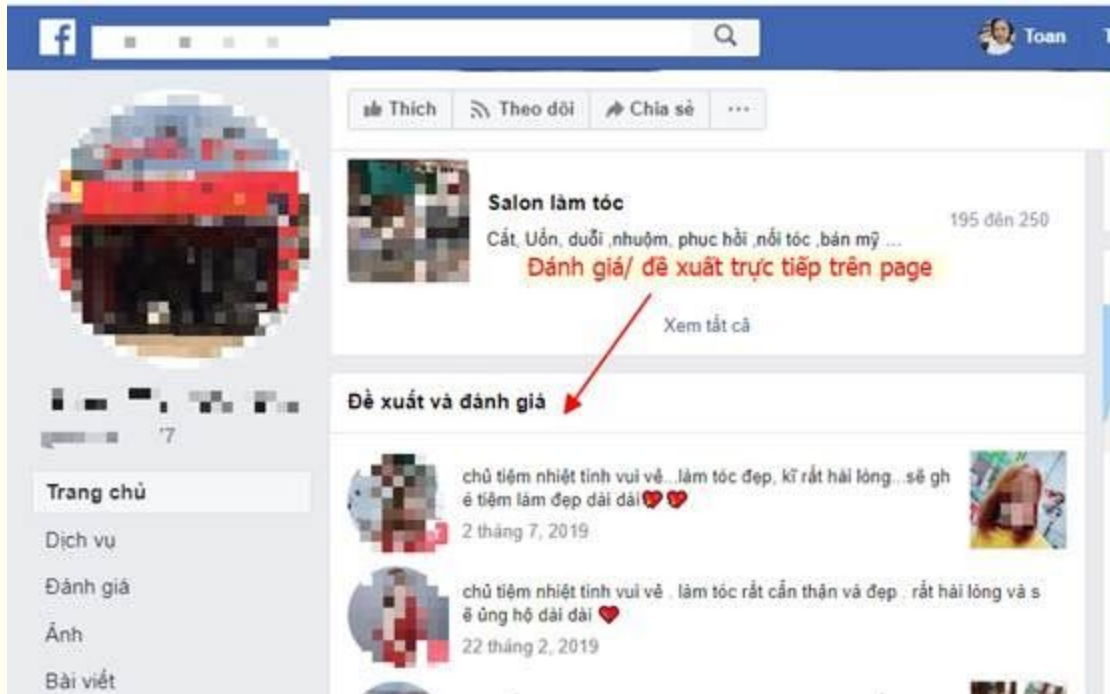 f
Toan
Thích
Theo dõi
Chia sẻ
...
Salon làm tóc
195 đến 250
Cắt, Uốn, duỗi ,nhuộm, phục hồi ,nối tóc ,bán mỹ ...
Đánh giá/ đề xuất trực tiếp trên page
Xem tất cả
Đề xuất và đánh giá
'7
Trang chủ
Dịch vụ
Đánh giá
Ảnh
Bài viết
chủ tiệm nhiệt tình vui vẻ...làm tóc đẹp, kĩ rất hài lòng...sẽ gh
é tiệm làm đẹp dài dài❤❤
2 tháng 7, 2019
chủ tiệm nhiệt tình vui vẻ . làm tóc rất cẩn thận và đẹp . rất hài lòng và s
ẽ ủng hộ dài dài ❤
22 tháng 2, 2019